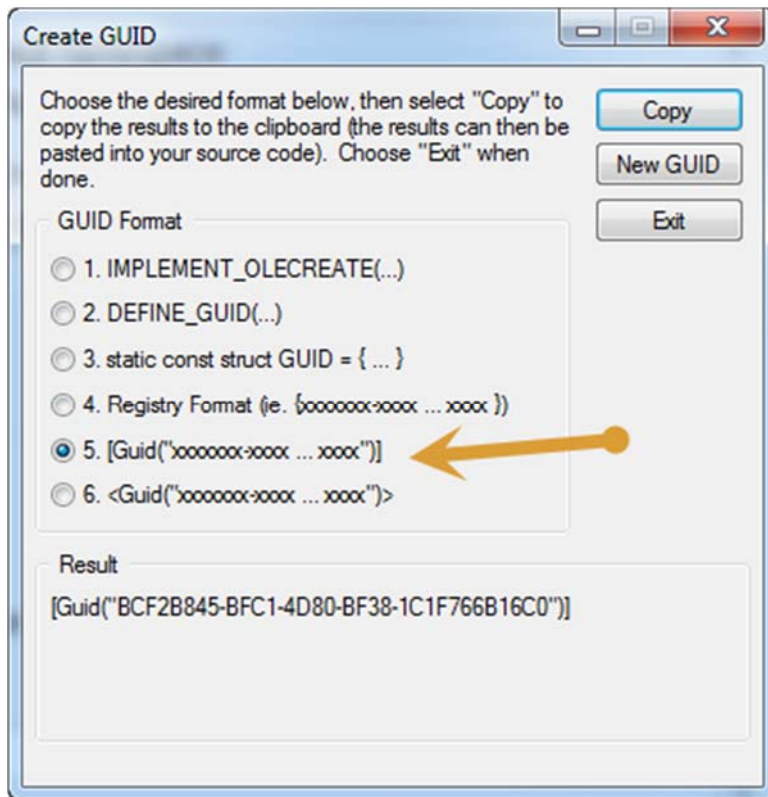 Create GUID
Choose the desired format below, then select "Copy" to
copy the results to the clipboard (the results can then be
pasted into your source code). Choose "Exit" when
done.
Copy
New GUID
Exit
GUID Format
1. IMPLEMENT_OLECREATE(...)
2. DEFINE_GUID(...)
3. static const struct GUID = { ... }
4. Registry Format (ie. {xxxxxxx-xxxx ... xxxx })
5. [Guid("xxxxxxx-xxxx ... xxxx")]
6. <Guid("xxxxxxx-xxxx ... xxxx")>
Result
[Guid("BCF2B845-BFC1-4D80-BF38-1C1F766B16C0")]